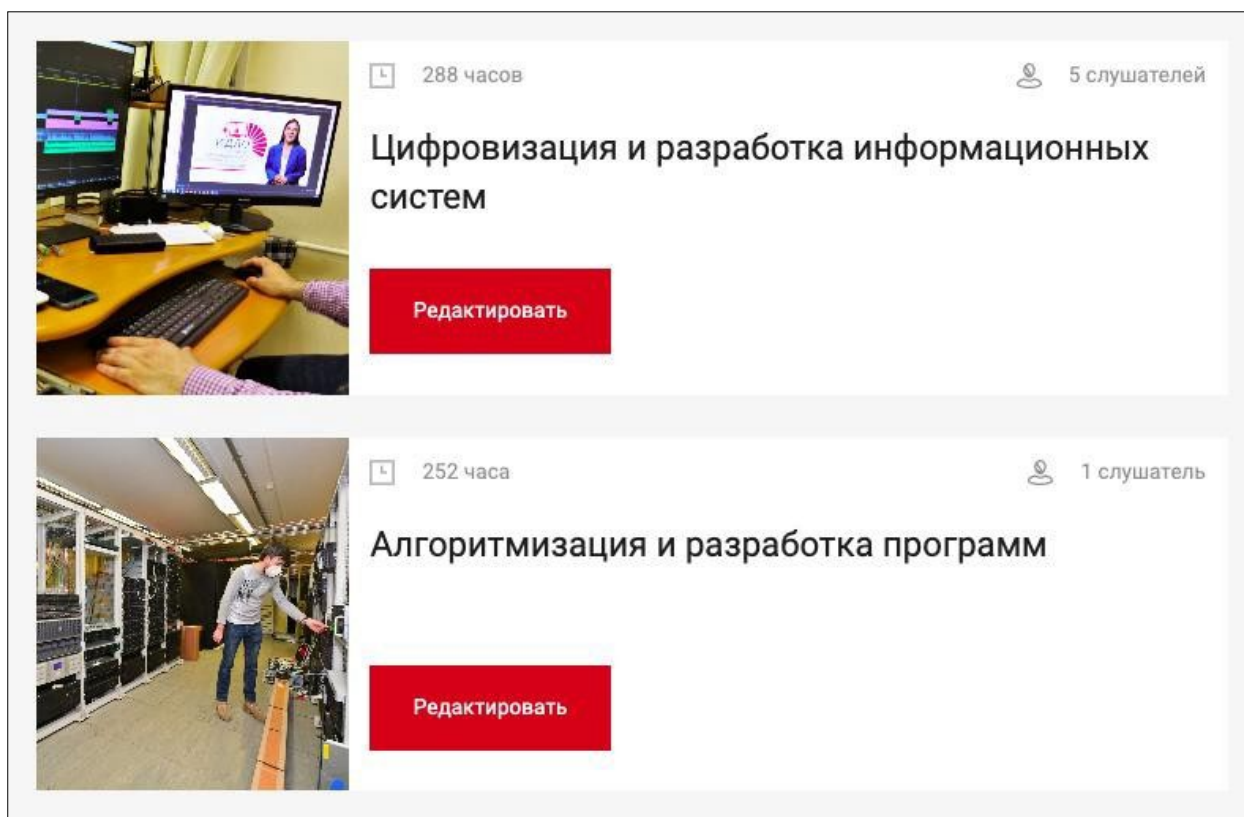 288 часов
5 слушателей
Цифровизация и разработка информационных
систем
Редактировать
252 часа
1 слушатель
Алгоритмизация и разработка программ
Редактировать